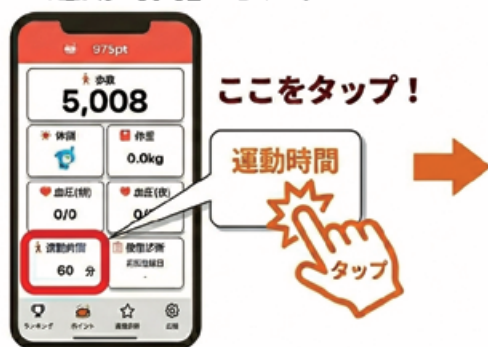 975pt
歩数
5,008
体調
体重
0.0kg
血圧(朝)
血圧(夜)
0/0
運動時間
60 分
ランキング
ポイント
ここをタップ！
運動時間
タップ